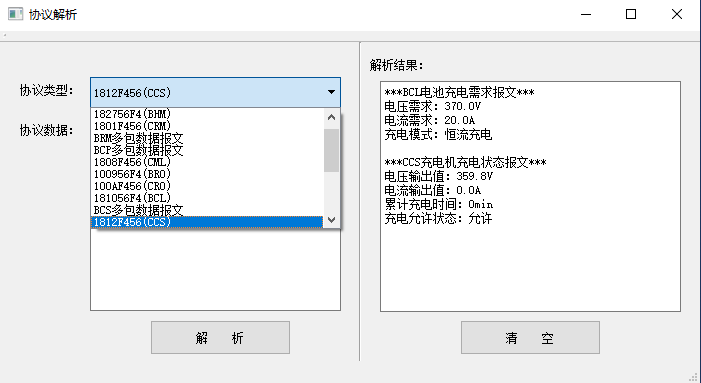 协议解析
协议类型:
1812F456(CCS)
182756F4(BHM)
1801F456(CRM)
BRM多包数据报文
BCP多包数据报文
1808F456(CML)
100956F4(BRO)
100AF456(CRO)
181056F4(BCL)
BCS多包数据报文
1812F456(CCS)
协议数据:
解 析
解析结果:
***BCL电池充电需求报文***
电压需求: 370.0V
电流需求: 20.0A
充电模式: 恒流充电
***CCS充电机充电状态报文***
电压输出值: 359.8V
电流输出值: 0.0A
累计充电时间: 0min
充电允许状态: 允许
清 空